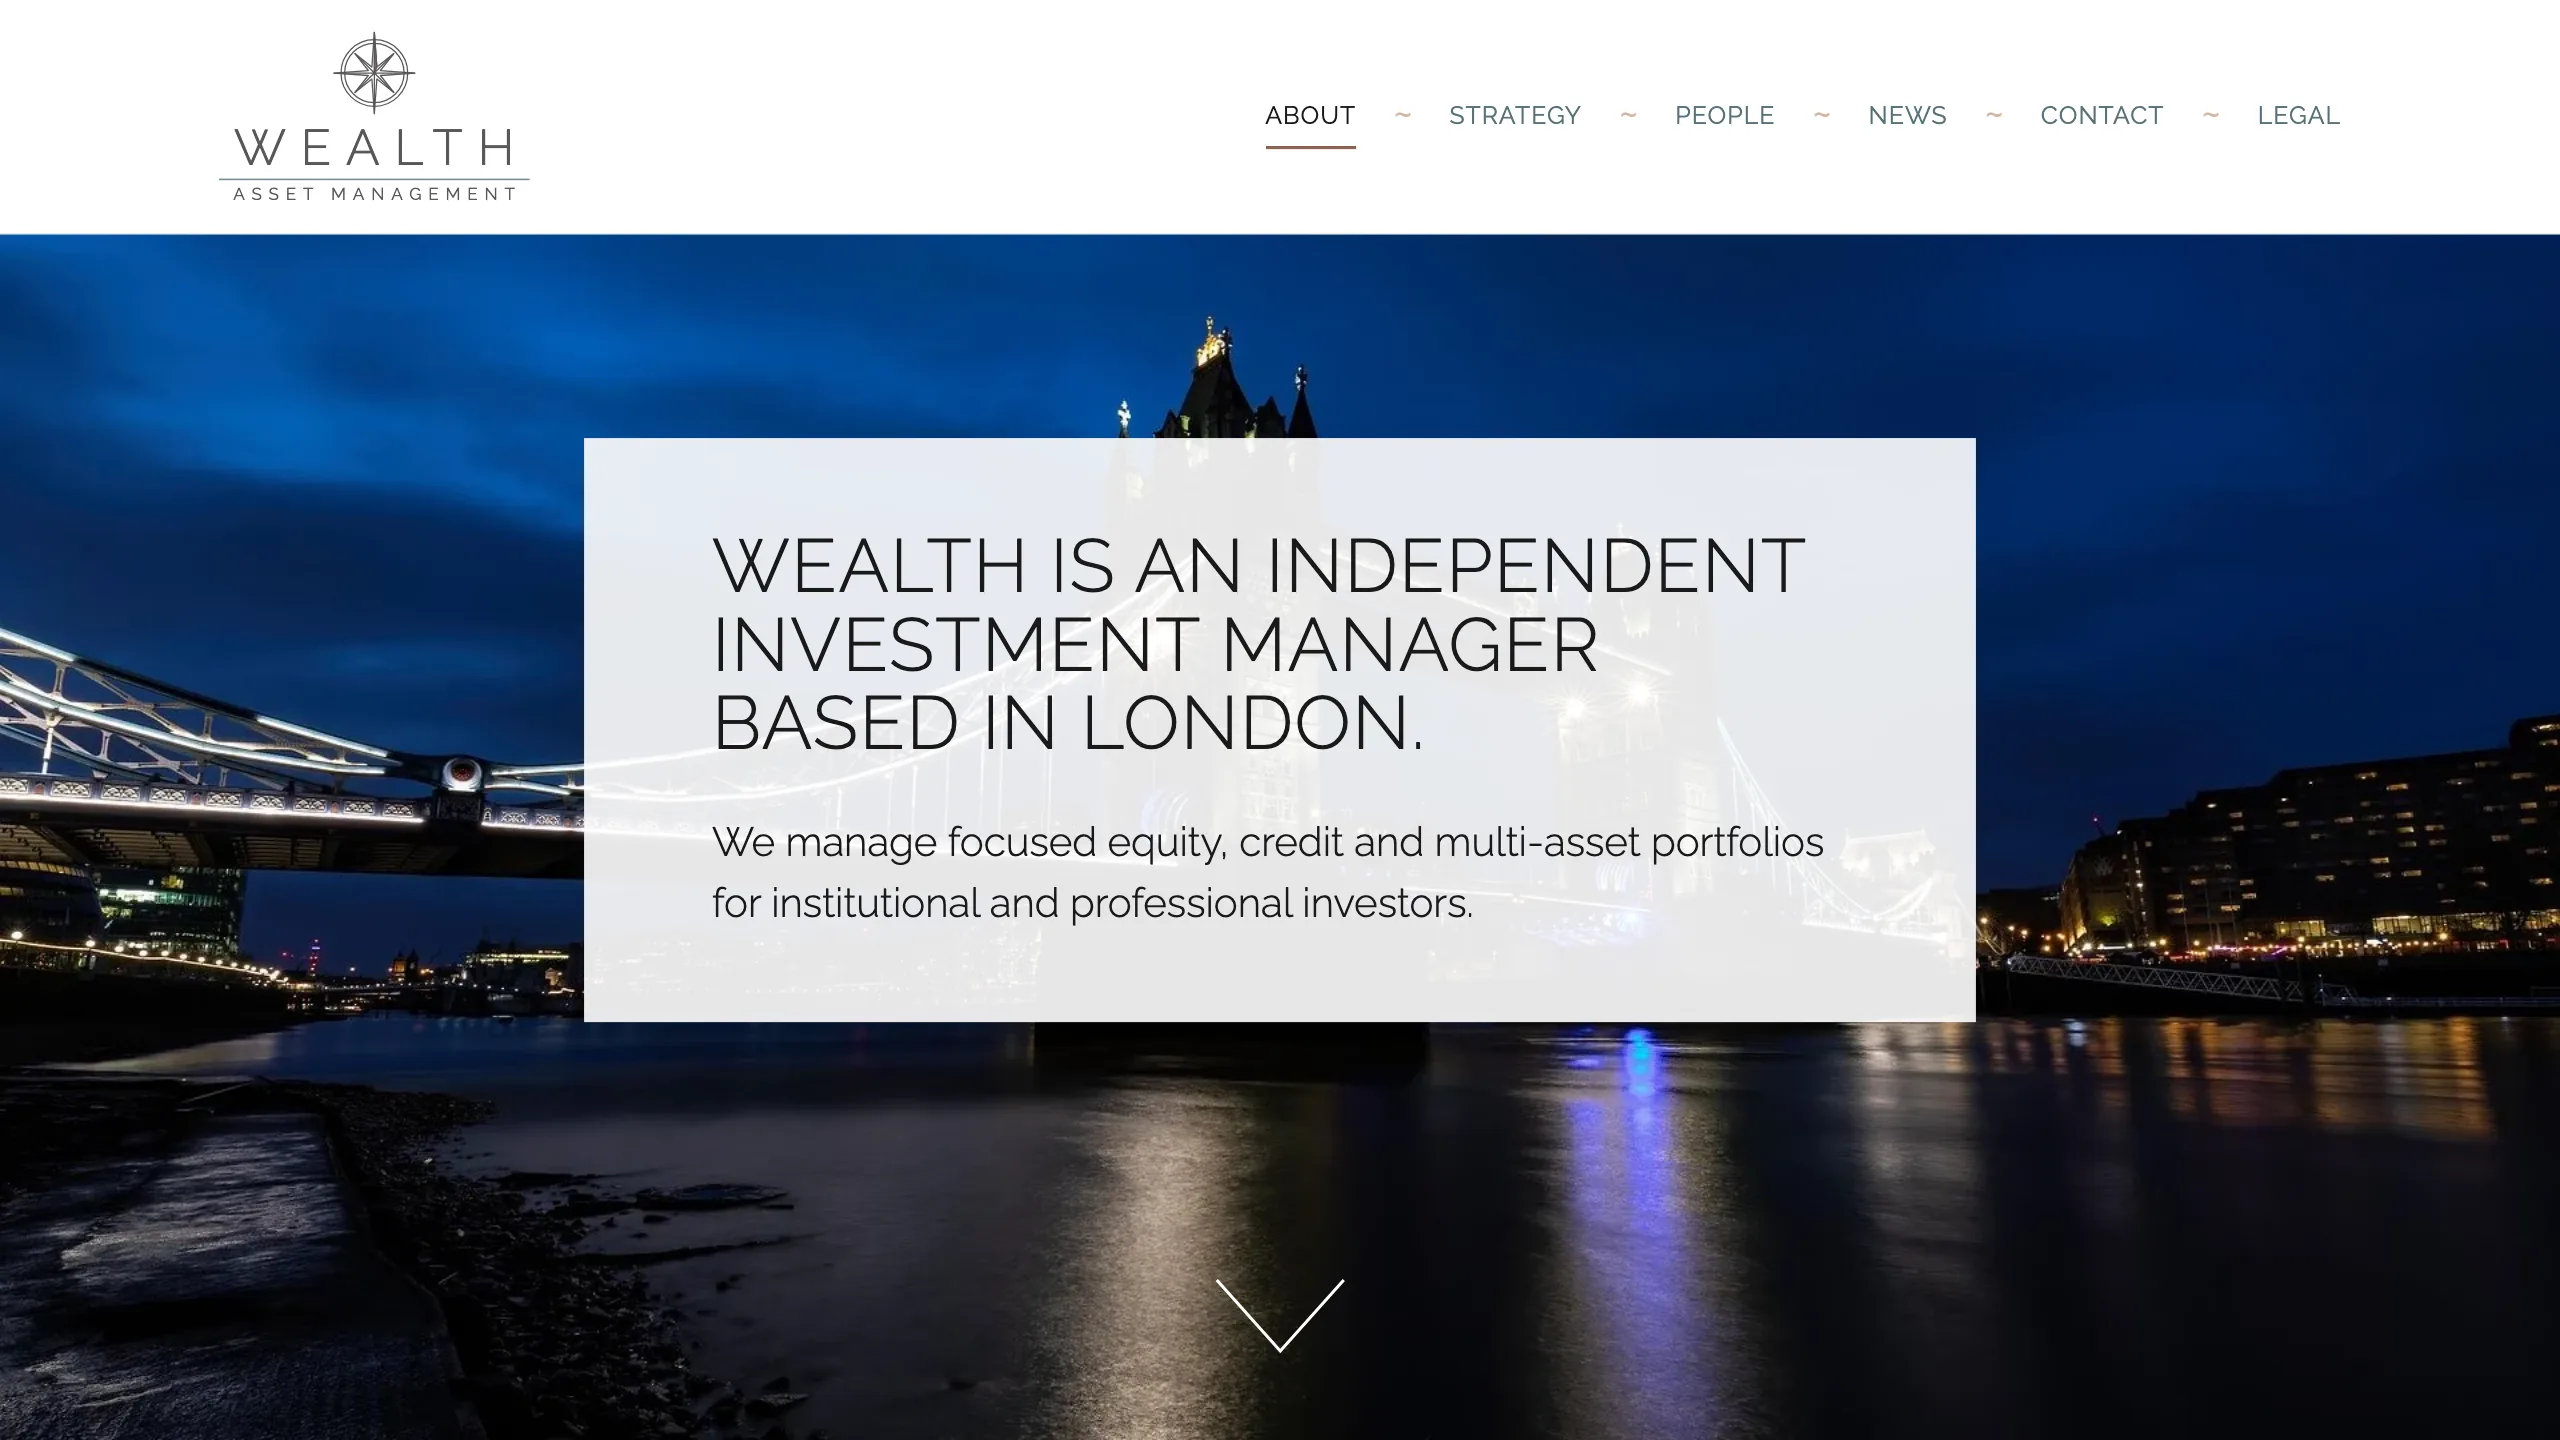 WEALTH
ASSET MANAGEMENT
ABOUT ~ STRATEGY ~ PEOPLE ~ NEWS ~ CONTACT ~ LEGAL
WEALTH IS AN INDEPENDENT
INVESTMENT MANAGER
BASED IN LONDON.
We manage focused equity, credit and multi-asset portfolios
for institutional and professional investors.